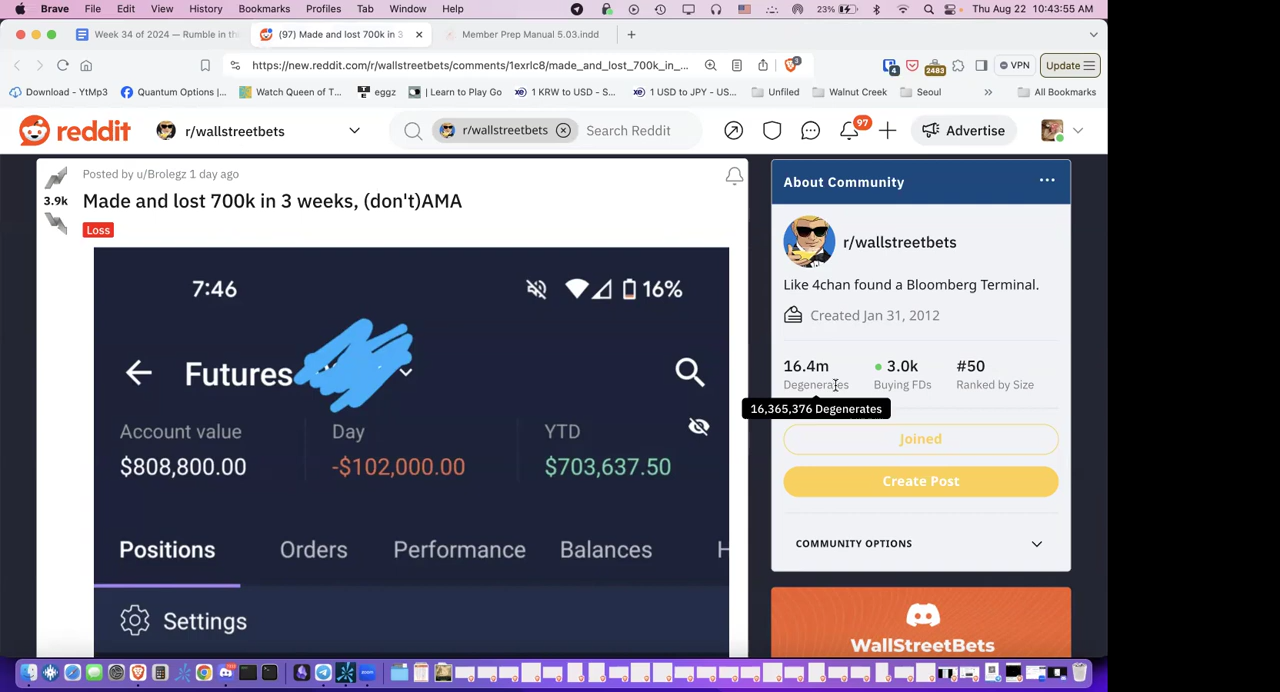 Brave File Edit View History Bookmarks Profiles Tab Window Help 23% Thu Aug 22 10:43:55 AM
Week 34 of 2024 — Rumble in th (97) Made and lost 700k in 3 Member Prep Manual 5.03.indd
https://new.reddit.com/r/wallstreetbets/comments/1exrlc8/made_and_lost_700k_in_... 3 4 2483 VPN Update
Download - YtMp3 Quantum Options |... Watch Queen of T... eggz | Learn to Play Go 1 KRW to USD - S... 1 USD to JPY - US... Unfiled Walnut Creek Seoul » All Bookmarks
reddit r/wallstreetbets r/wallstreetbets Search Reddit 97 Advertise
Posted by u/Brolegz 1 day ago
3.9k
Made and lost 700k in 3 weeks, (don't)AMA
Loss
7:46 16%
Futures
Account value Day YTD
$808,800.00 -$102,000.00 $703,637.50
Positions Orders Performance Balances H
Settings
About Community
r/wallstreetbets
Like 4chan found a Bloomberg Terminal.
Created Jan 31, 2012
16.4m 3.0k #50
Degenerates Buying FDs Ranked by Size
16,365,376 Degenerates
Joined
Create Post
COMMUNITY OPTIONS
WallStreetBets